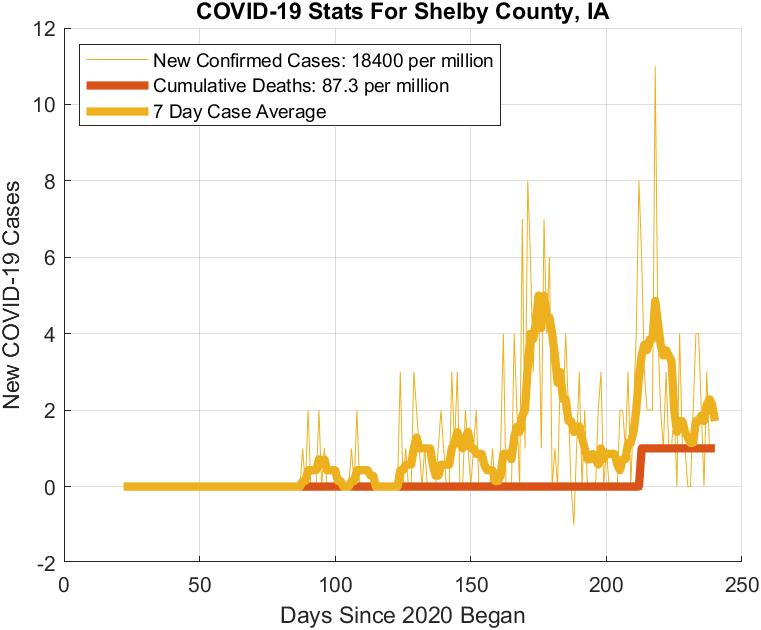 COVID-19 Stats For Shelby County, IA
12
10
8
6
4
2
0
-2
New COVID-19 Cases
New Confirmed Cases: 18400 per million
Cumulative Deaths: 87.3 per million
7 Day Case Average
0 50 100 150 200 250
Days Since 2020 Began